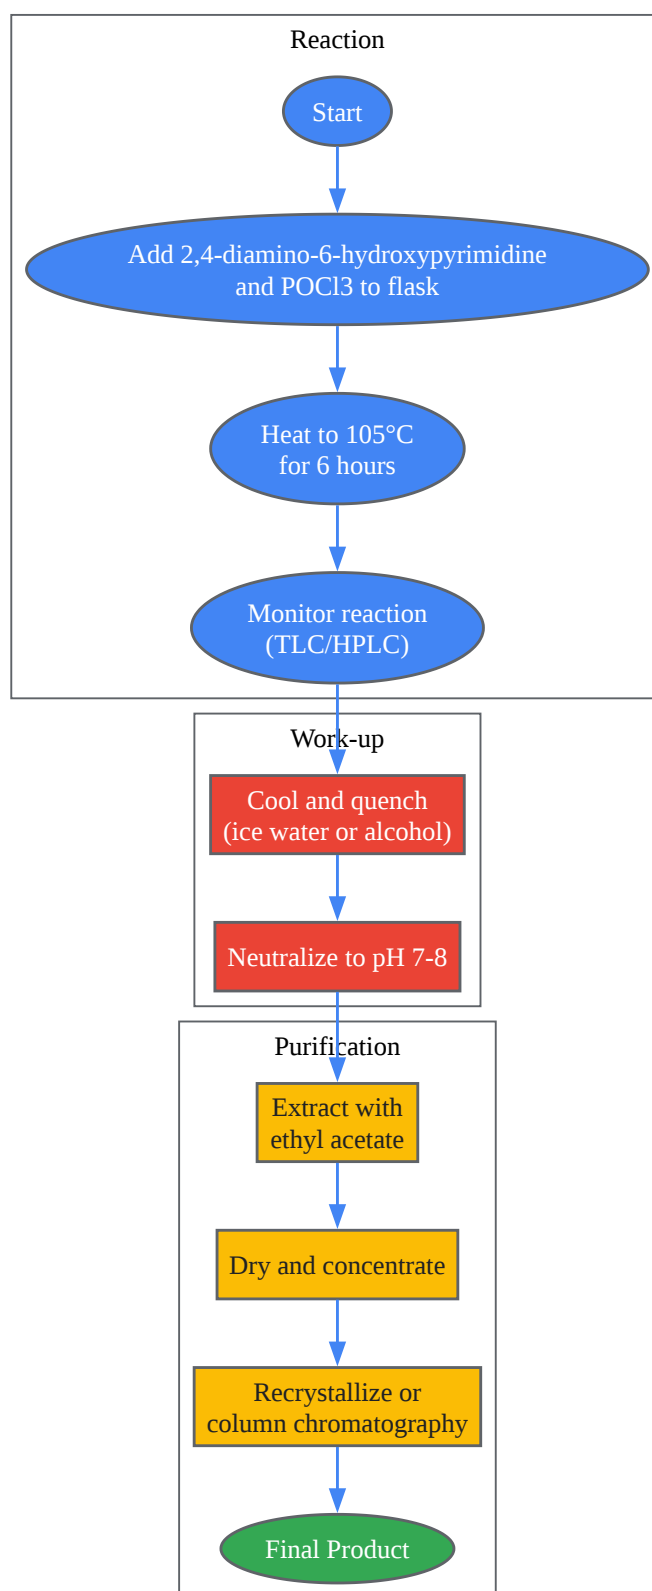 Reaction
Start
Add 2,4-diamino-6-hydroxypyrimidine
and POCl3 to flask
Heat to 105°C
for 6 hours
Monitor reaction
(TLC/HPLC)
Work-up
Cool and quench
(ice water or alcohol)
Neutralize to pH 7-8
Purification
Extract with
ethyl acetate
Dry and concentrate
Recrystallize or
column chromatography
Final Product